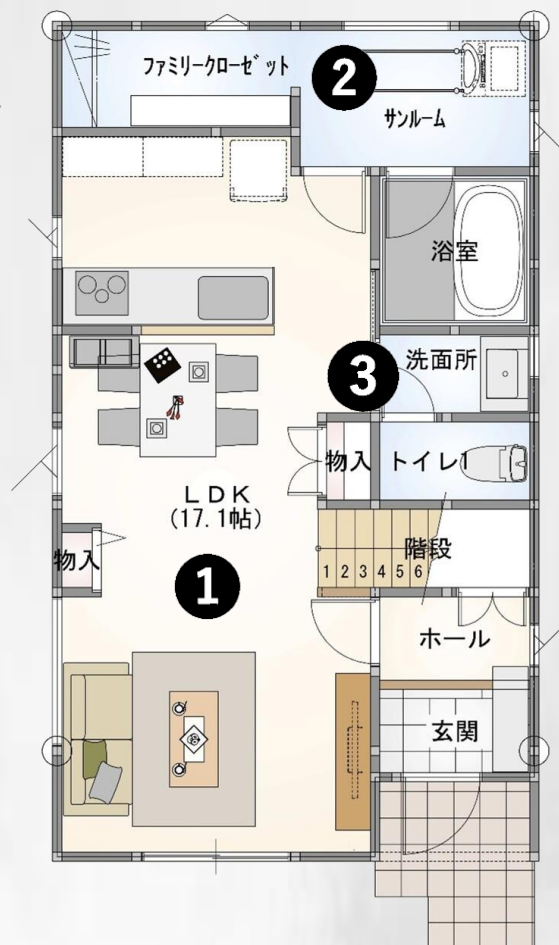 ファミリークローゼット
2
サンルーム
浴室
3
洗面所
物入
トイレ1
LDK
(17.1帖)
階段
1 2 3 4 5 6
物入
1
ホール
玄関